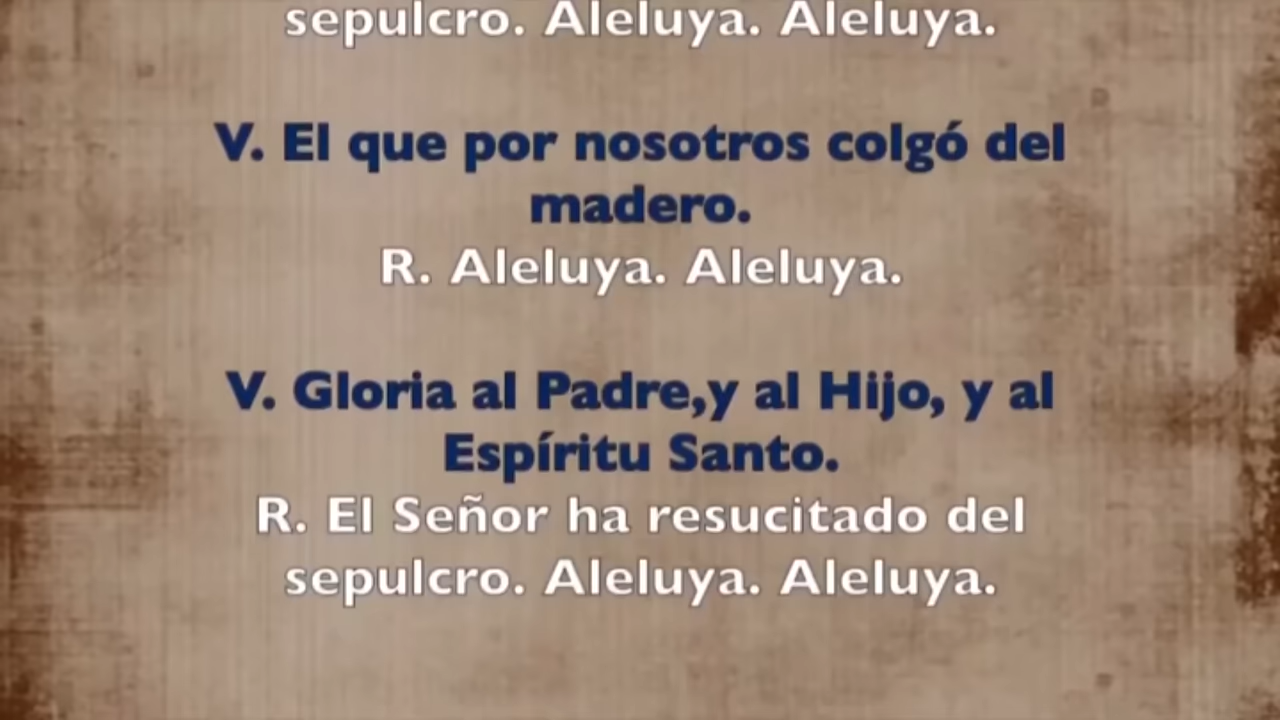 sepulcro. Aleluya. Aleluya.
V. El que por nosotros colgó del
madero.
R. Aleluya. Aleluya.
V. Gloria al Padre,y al Hijo, y al
Espíritu Santo.
R. El Señor ha resucitado del
sepulcro. Aleluya. Aleluya.